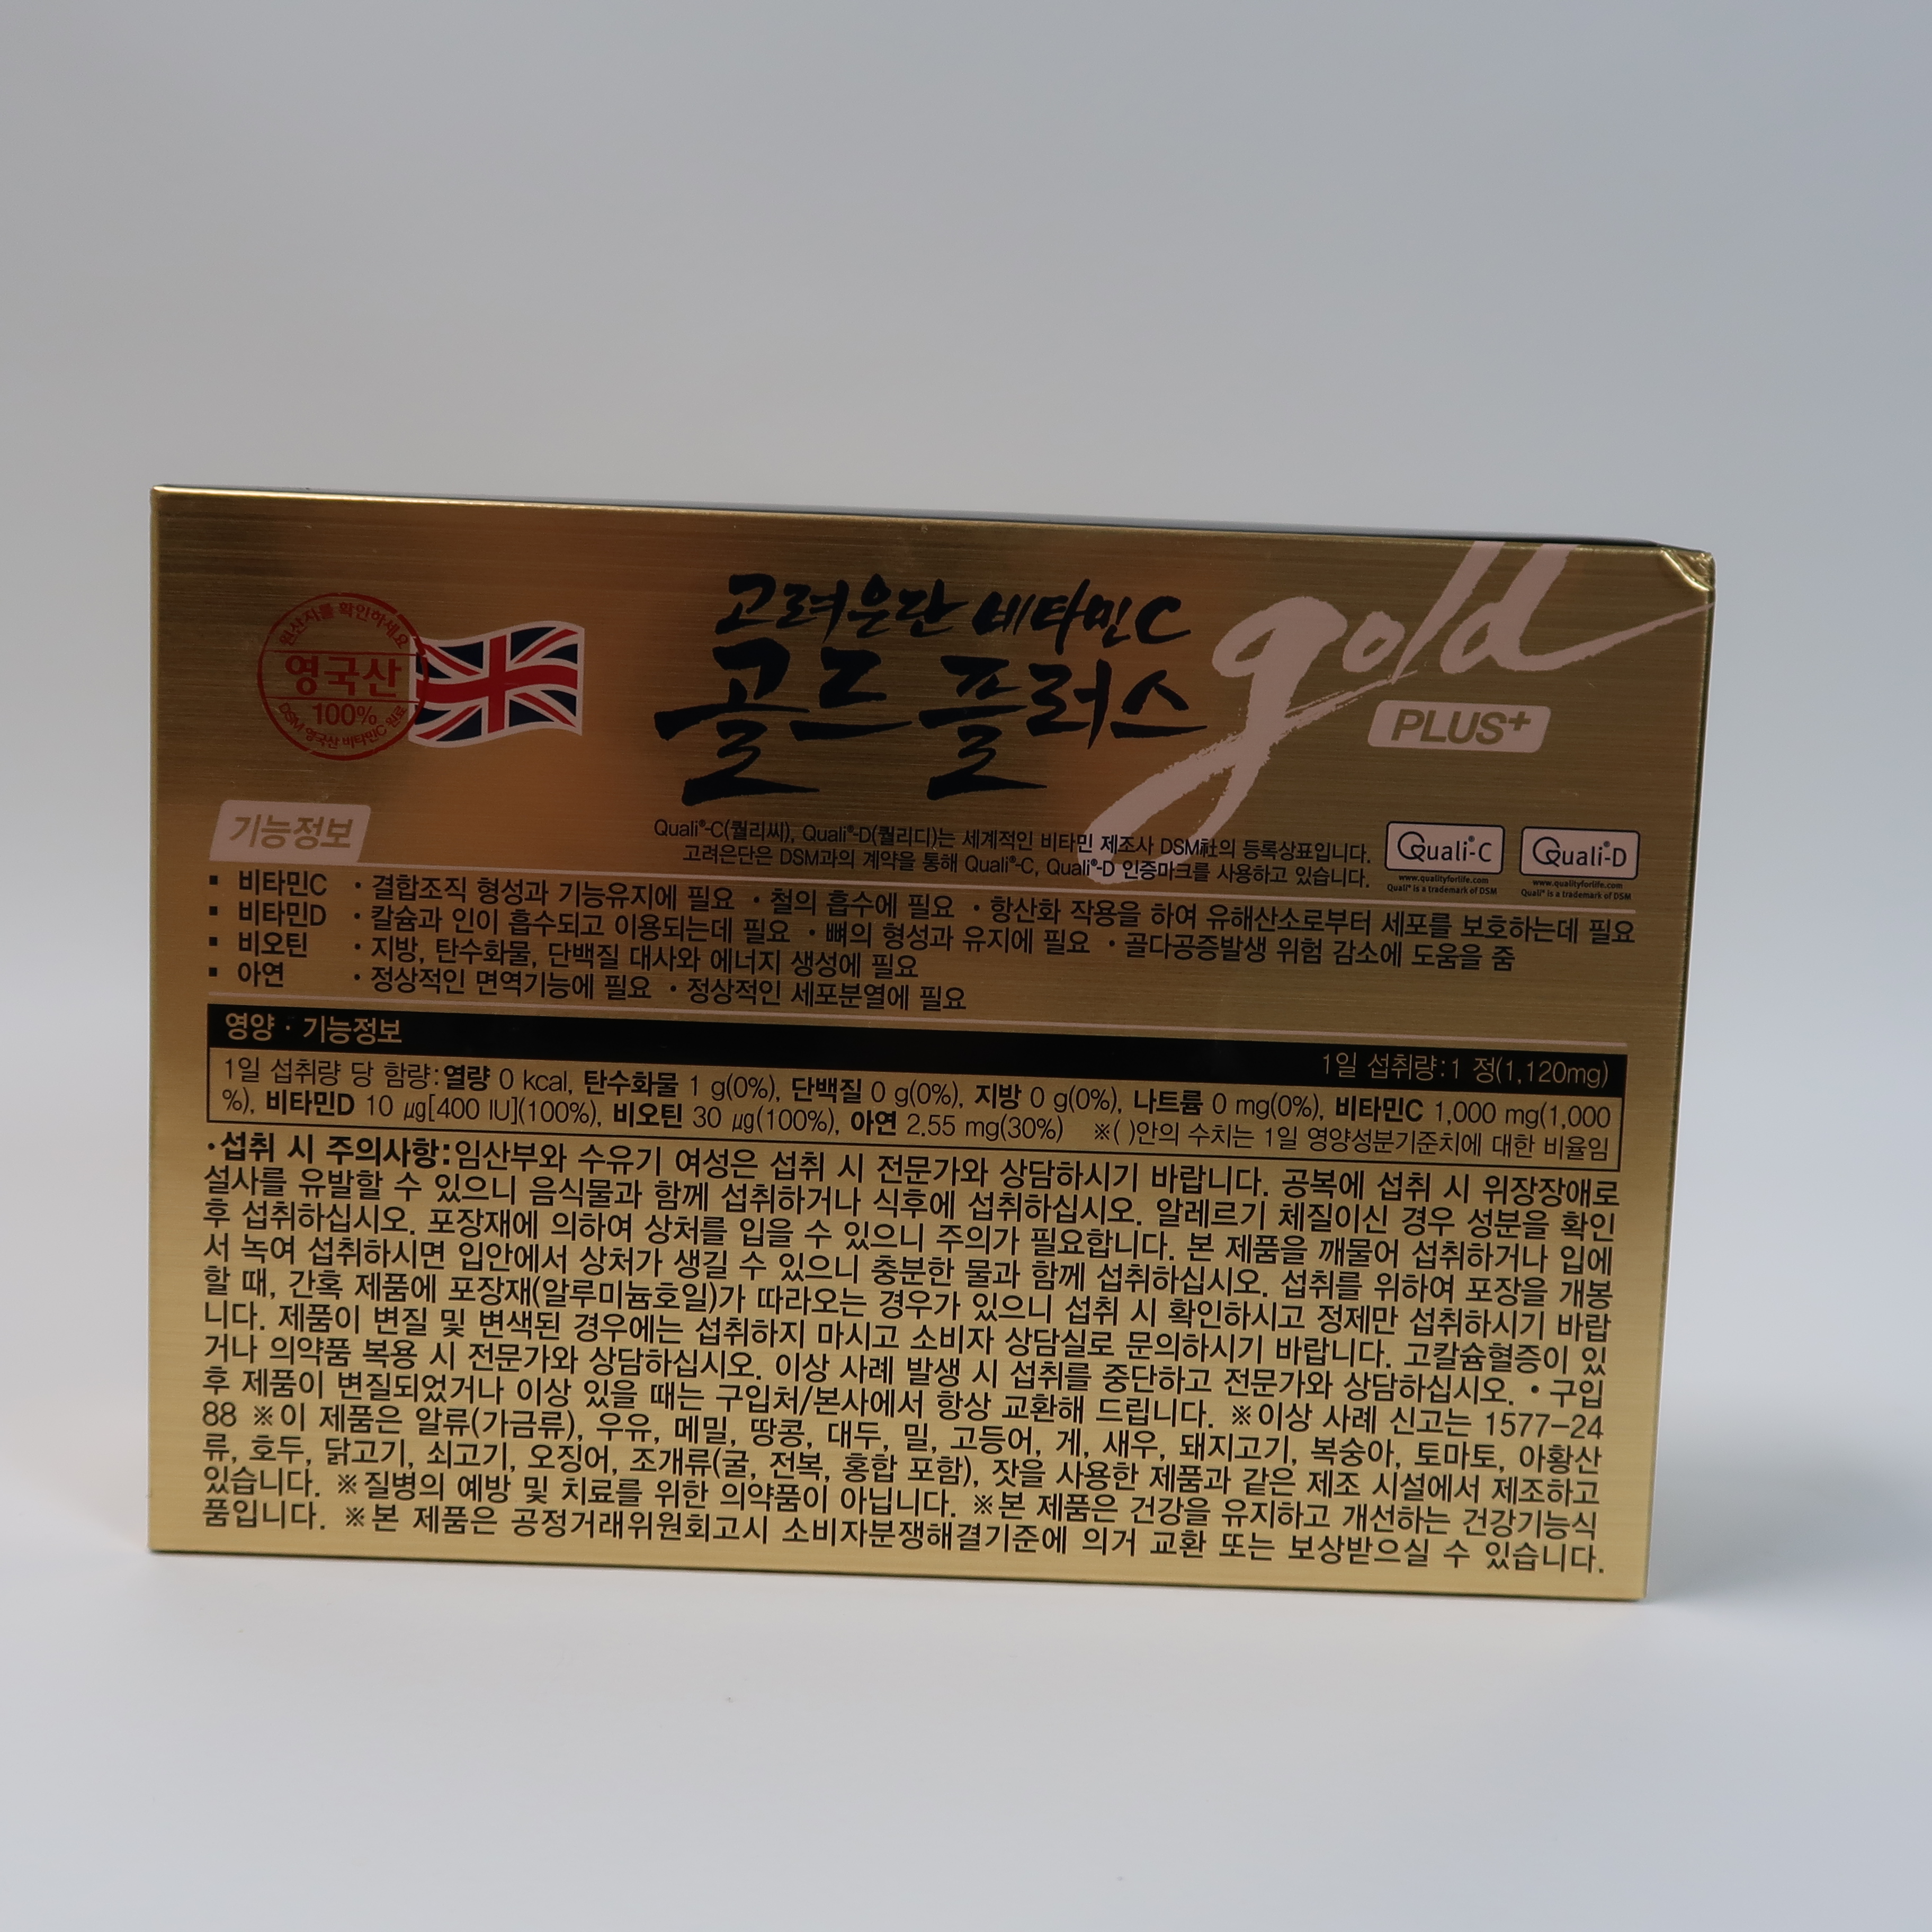 고려은단 비타민C
골드 플러스
gold
PLUS+
원산지를 확인하세요
영국산
100%
DSM 영국산 비타민C 원료
기능정보
Quali®-C(퀄리씨), Quali®-D(퀄리디)는 세계적인 비타민 제조사 DSM社의 등록상표입니다.
고려은단은 DSM과의 계약을 통해 Quali®-C, Quali®-D 인증마크를 사용하고 있습니다.
Quali®-C
www.qualityforlife.com
Quali® is a trademark of DSM
Quali®-D
www.qualityforlife.com
Quali® is a trademark of DSM
▪ 비타민C · 결합조직 형성과 기능유지에 필요 · 철의 흡수에 필요 · 항산화 작용을 하여 유해산소로부터 세포를 보호하는데 필요
▪ 비타민D · 칼슘과 인이 흡수되고 이용되는데 필요 · 뼈의 형성과 유지에 필요 · 골다공증발생 위험 감소에 도움을 줌
▪ 비오틴 · 지방, 탄수화물, 단백질 대사와 에너지 생성에 필요
▪ 아연 · 정상적인 면역기능에 필요 · 정상적인 세포분열에 필요
영양 · 기능정보 1일 섭취량:1 정(1,120mg)
1일 섭취량 당 함량:열량 0 kcal, 탄수화물 1 g(0%), 단백질 0 g(0%), 지방 0 g(0%), 나트륨 0 mg(0%), 비타민C 1,000 mg(1,000
%), 비타민D 10 μg[400 IU](100%), 비오틴 30 μg(100%), 아연 2.55 mg(30%) ※( )안의 수치는 1일 영양성분기준치에 대한 비율임
·섭취 시 주의사항:임산부와 수유기 여성은 섭취 시 전문가와 상담하시기 바랍니다. 공복에 섭취 시 위장장애로
설사를 유발할 수 있으니 음식물과 함께 섭취하거나 식후에 섭취하십시오. 알레르기 체질이신 경우 성분을 확인
후 섭취하십시오. 포장재에 의하여 상처를 입을 수 있으니 주의가 필요합니다. 본 제품을 깨물어 섭취하거나 입에
서 녹여 섭취하시면 입안에서 상처가 생길 수 있으니 충분한 물과 함께 섭취하십시오. 섭취를 위하여 포장을 개봉
할 때, 간혹 제품에 포장재(알루미늄호일)가 따라오는 경우가 있으니 섭취 시 확인하시고 정제만 섭취하시기 바랍
니다. 제품이 변질 및 변색된 경우에는 섭취하지 마시고 소비자 상담실로 문의하시기 바랍니다. 고칼슘혈증이 있
거나 의약품 복용 시 전문가와 상담하십시오. 이상 사례 발생 시 섭취를 중단하고 전문가와 상담하십시오. • 구입
후 제품이 변질되었거나 이상 있을 때는 구입처/본사에서 항상 교환해 드립니다. ※이상 사례 신고는 1577-24
88 ※이 제품은 알류(가금류), 우유, 메밀, 땅콩, 대두, 밀, 고등어, 게, 새우, 돼지고기, 복숭아, 토마토, 아황산
류, 호두, 닭고기, 쇠고기, 오징어, 조개류(굴, 전복, 홍합 포함), 잣을 사용한 제품과 같은 제조 시설에서 제조하고
있습니다. ※질병의 예방 및 치료를 위한 의약품이 아닙니다. ※본 제품은 건강을 유지하고 개선하는 건강기능식
품입니다. ※본 제품은 공정거래위원회고시 소비자분쟁해결기준에 의거 교환 또는 보상받으실 수 있습니다.